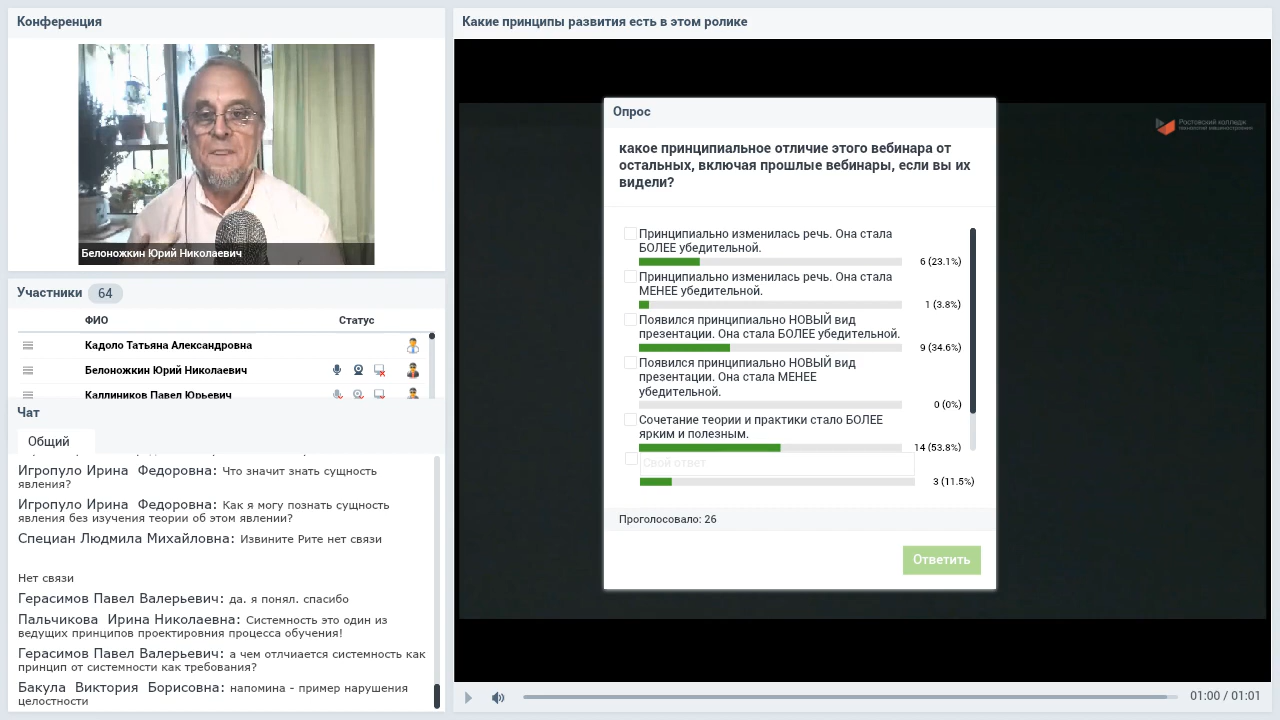 Конференция
Белоножкин Юрий Николаевич
Участники 64
ФИО Статус
Кадоло Татьяна Александровна
Белоножкин Юрий Николаевич
Каллиников Павел Юрьевич
Чат
Общий
Игропуло Ирина Федоровна: Что значит знать сущность
явления?
Игропуло Ирина Федоровна: Как я могу познать сущность
явления без изучения теории об этом явлении?
Специан Людмила Михайловна: Извините Рите нет связи
Нет связи
Герасимов Павел Валерьевич: да. я понял. спасибо
Пальчикова Ирина Николаевна: Системность это один из
ведущих принципов проектировния процесса обучения!
Герасимов Павел Валерьевич: а чем отлчиается системность как
принцип от системности как требования?
Бакула Виктория Борисовна: напомина - пример нарушения
целостности
Какие принципы развития есть в этом ролике
Ростовский колледж
технологий машиностроения
Опрос
какое принципиальное отличие этого вебинара от
остальных, включая прошлые вебинары, если вы их
видели?
Принципиально изменилась речь. Она стала
БОЛЕЕ убедительной.
6 (23.1%)
Принципиально изменилась речь. Она стала
МЕНЕЕ убедительной.
1 (3.8%)
Появился принципиально НОВЫЙ вид
презентации. Она стала БОЛЕЕ убедительной.
9 (34.6%)
Появился принципиально НОВЫЙ вид
презентации. Она стала МЕНЕЕ
убедительной.
0 (0%)
Сочетание теории и практики стало БОЛЕЕ
ярким и полезным.
14 (53.8%)
Свой ответ
3 (11.5%)
Проголосовало: 26
Ответить
01:00 / 01:01